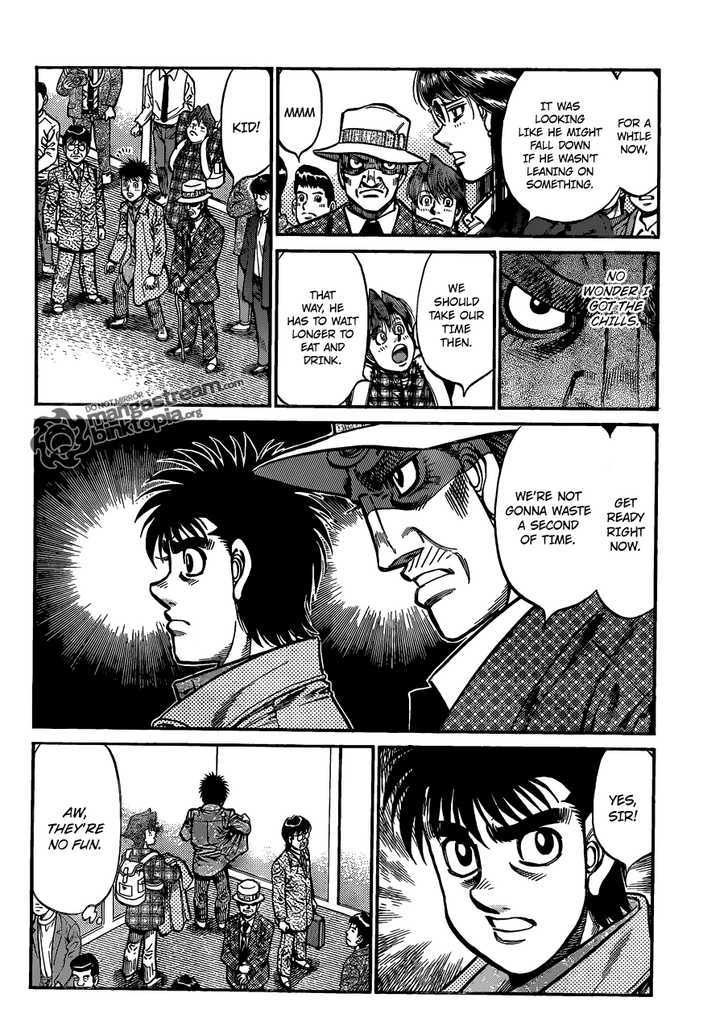 FOR A
WHILE
NOW,
IT WAS
LOOKING
LIKE HE MIGHT
FALL DOWN
IF HE WASN'T
LEANING ON
SOMETHING.
MMM
KID!
NO
WONDER I
GOT THE
CHILLS.
WE
SHOULD
TAKE OUR
TIME
THEN.
THAT
WAY, HE
HAS TO WAIT
LONGER TO
EAT AND
DRINK.
DO NOT MIRROR
mangastream.com
binktopia.org
GET
READY
RIGHT
NOW.
WE'RE NOT
GONNA WASTE
A SECOND
OF TIME.
YES,
SIR!
AW,
THEY'RE
NO FUN.